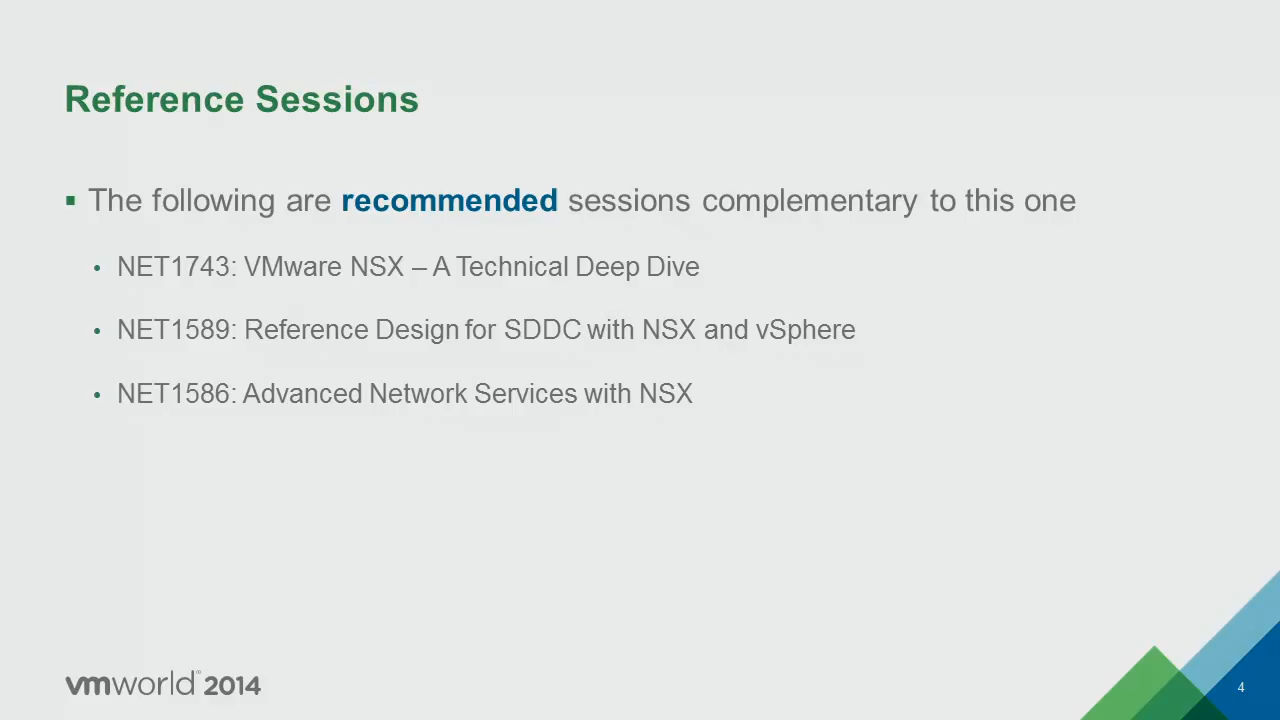 Reference Sessions
▪ The following are recommended sessions complementary to this one
• NET1743: VMware NSX – A Technical Deep Dive
• NET1589: Reference Design for SDDC with NSX and vSphere
• NET1586: Advanced Network Services with NSX
vmworld® 2014
4